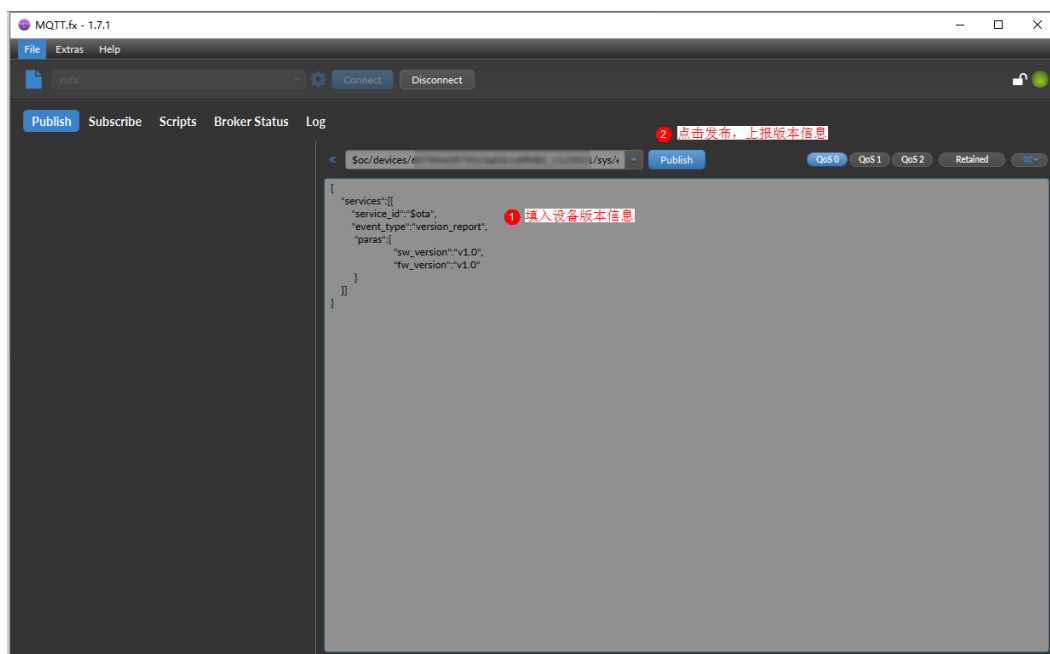 MQTT.fx - 1.7.1
File Extras Help
yufa Connect Disconnect
Publish Subscribe Scripts Broker Status Log
2 点击发布，上报版本信息
$oc/devices/ /sys/ Publish QoS 0 QoS 1 QoS 2 Retained
{
"services":[{
"service_id":"$ota",
1 填入设备版本信息
"event_type":"version_report",
"paras":{
"sw_version":"v1.0",
"fw_version":"v1.0"
}
}]
}